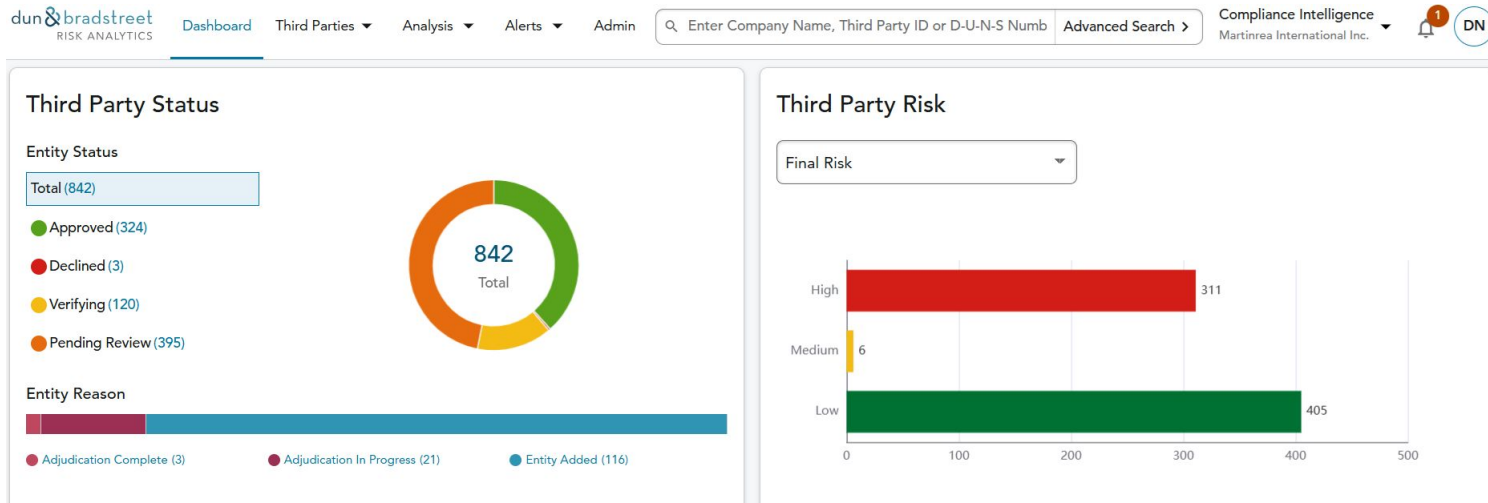 dun & bradstreet
RISK ANALYTICS
Dashboard
Third Parties
Analysis
Alerts
Admin
Enter Company Name, Third Party ID or D-U-N-S Numb
Advanced Search >
Compliance Intelligence
Martinrea International Inc.
1
DN
Third Party Status
Entity Status
Total (842)
Approved (324)
Declined (3)
Verifying (120)
Pending Review (395)
842
Total
Entity Reason
Adjudication Complete (3)
Adjudication In Progress (21)
Entity Added (116)
Third Party Risk
Final Risk
High 311
Medium 6
Low 405
0 100 200 300 400 500